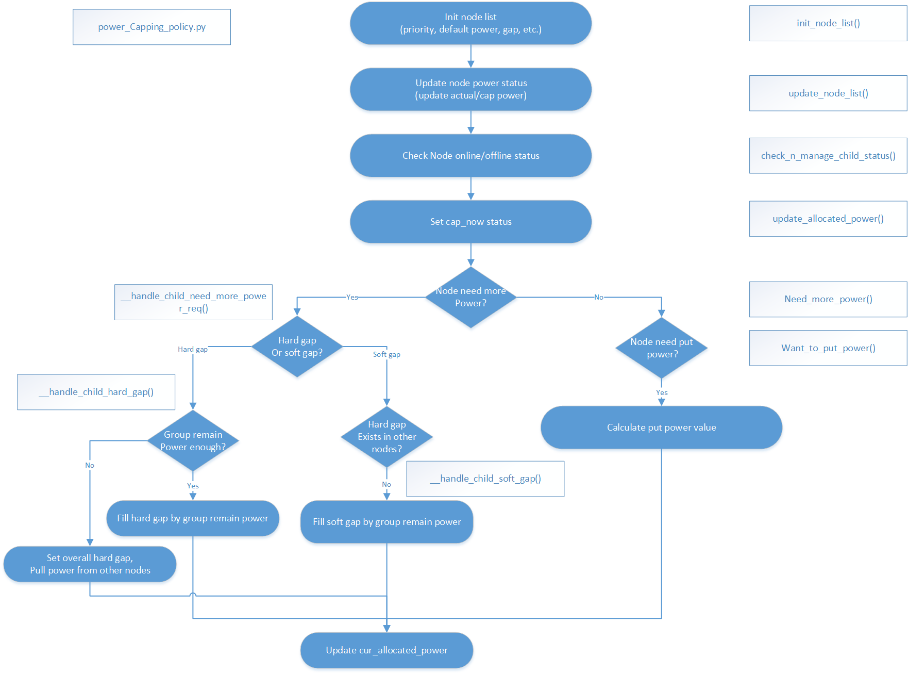 power_Capping_policy.py
Init node list
(priority, default power, gap, etc.)
init_node_list()
Update node power status
(update actual/cap power)
update_node_list()
Check Node online/offline status
check_n_manage_child_status()
Set cap_now status
update_allocated_power()
Node need more
Power?
Need_more_power()
__handle_child_need_more_powe
r_req()
Yes
No
Hard gap
Or soft gap?
Node need put
power?
Want_to_put_power()
Hard gap
Soft gap
__handle_child_hard_gap()
Yes
Group remain
Power enough?
Hard gap
Exists in other
nodes?
Calculate put power value
No
Yes
No
__handle_child_soft_gap()
Fill hard gap by group remain power
Fill soft gap by group remain power
Set overall hard gap,
Pull power from other nodes
Update cur_allocated_power